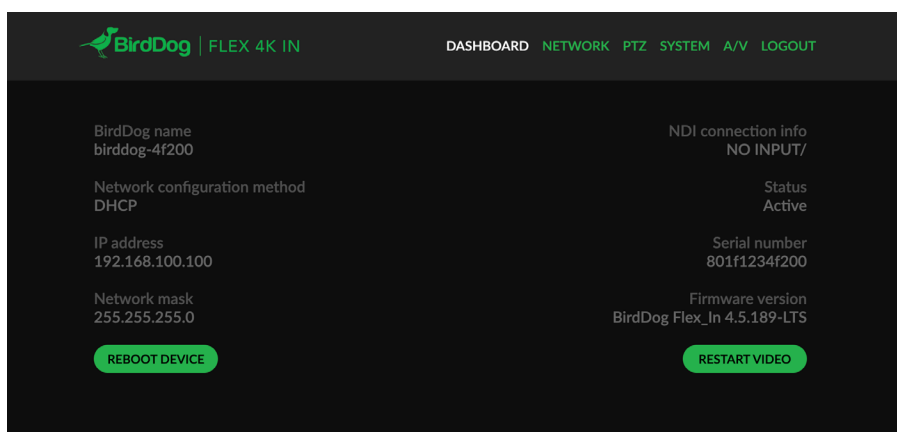 BirdDog | FLEX 4K IN
DASHBOARD NETWORK PTZ SYSTEM A/V LOGOUT
BirdDog name
birddog-4f200
NDI connection info
NO INPUT/
Network configuration method
DHCP
Status
Active
IP address
192.168.100.100
Serial number
801f1234f200
Network mask
255.255.255.0
Firmware version
BirdDog Flex_In 4.5.189-LTS
REBOOT DEVICE
RESTART VIDEO